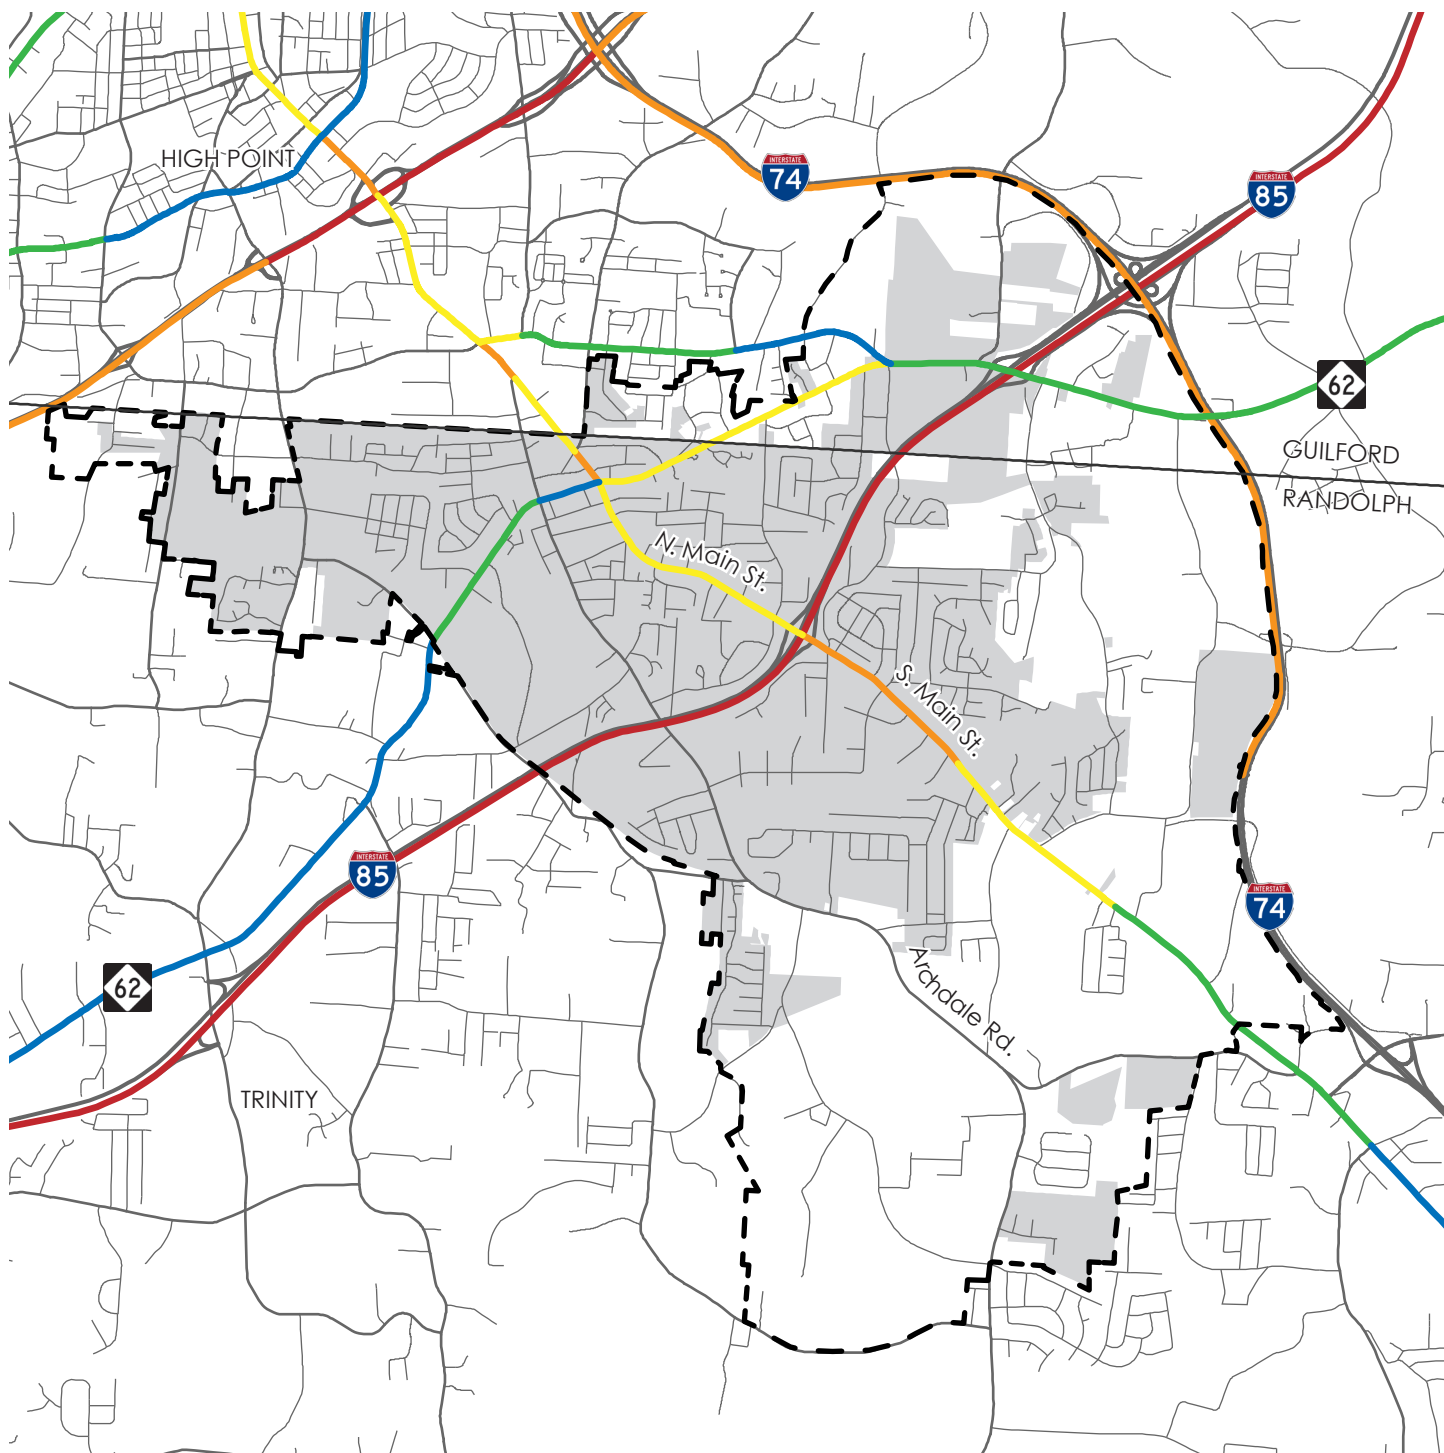 HIGH POINT
INTERSTATE
74
INTERSTATE
85
62
GUILFORD
RANDOLPH
N. Main St.
S. Main St.
INTERSTATE
85
INTERSTATE
74
62
Archdale Rd.
TRINITY